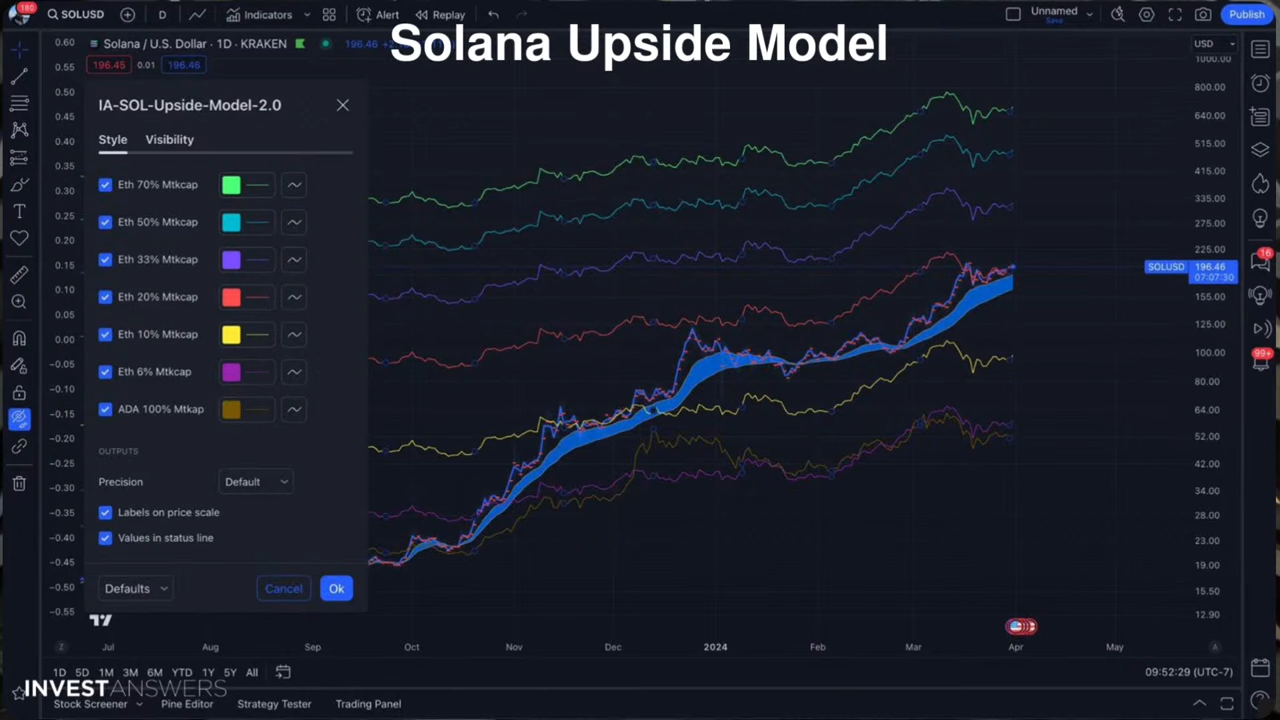 180
SOLUSD
D
Indicators
Alert
Replay
Unnamed
Save
Publish
Solana Upside Model
Solana / U.S. Dollar · 1D · KRAKEN
196.46
196.45
0.01
196.46
USD
IA-SOL-Upside-Model-2.0
Style
Visibility
Eth 70% Mtkcap
Eth 50% Mtkcap
Eth 33% Mtkcap
Eth 20% Mtkcap
Eth 10% Mtkcap
Eth 6% Mtkcap
ADA 100% Mtkap
OUTPUTS
Precision
Default
Labels on price scale
Values in status line
Defaults
Cancel
Ok
0.60
0.55
0.50
0.45
0.40
0.35
0.30
0.25
0.20
0.15
0.10
0.05
0.00
-0.05
-0.10
-0.15
-0.20
-0.25
-0.30
-0.35
-0.40
-0.45
-0.50
-0.55
1000.00
800.00
640.00
515.00
415.00
335.00
275.00
225.00
SOLUSD
196.46
07:07:30
155.00
125.00
100.00
80.00
64.00
52.00
42.00
34.00
28.00
23.00
19.00
15.50
12.90
16
99+
Z
Jul
Aug
Sep
Oct
Nov
Dec
2024
Feb
Mar
Apr
May
A
1D
5D
1M
3M
6M
YTD
1Y
5Y
All
09:52:29 (UTC-7)
INVESTANSWERS
Stock Screener
Pine Editor
Strategy Tester
Trading Panel